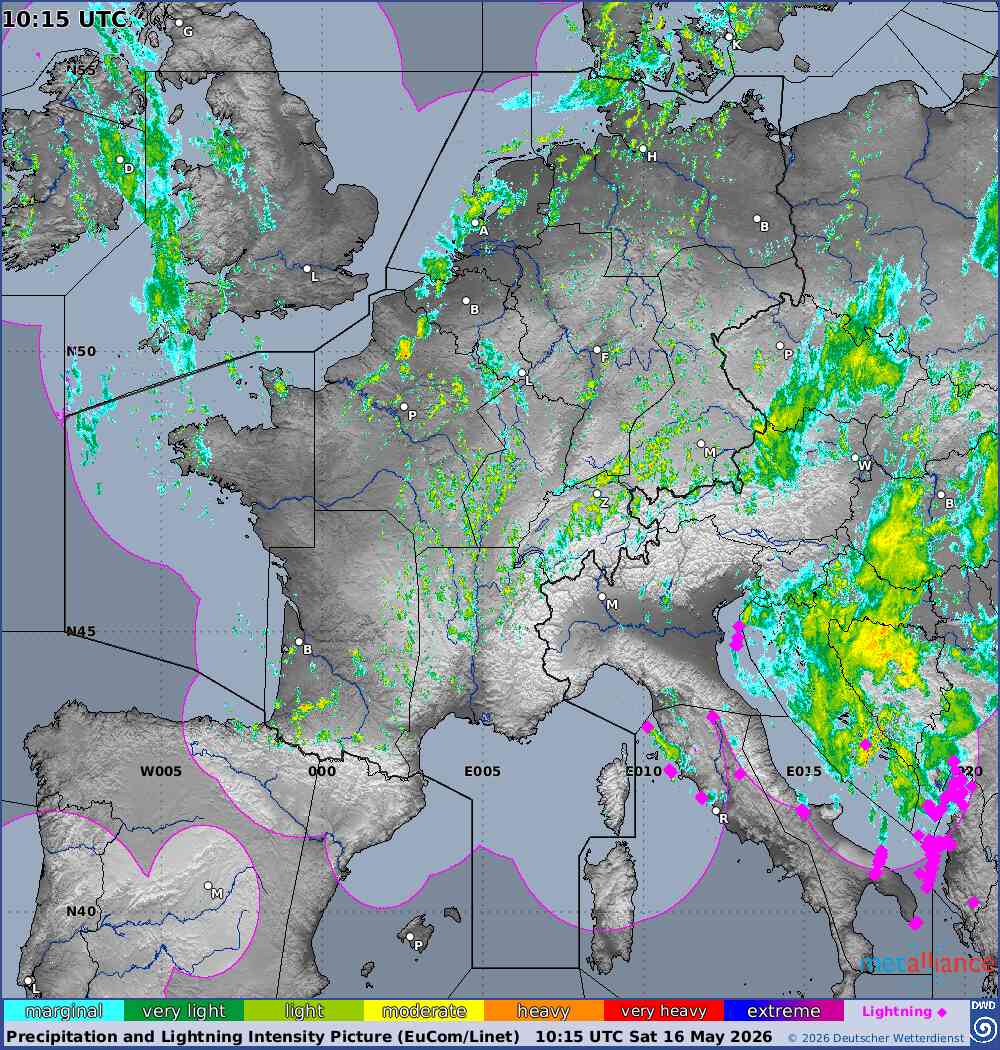 10:15 UTC
G
K
N55
D
H
A
B
L
B
N50
P
F
L
P
M
W
Z
B
M
N45
B
W005
000
E005
E010
E015
020
R
M
N40
P
L
metalliance
marginal
very light
light
moderate
heavy
very heavy
extreme
Lightning
DWD
Precipitation and Lightning Intensity Picture (EuCom/Linet) 10:15 UTC Sat 16 May 2026 © 2026 Deutscher Wetterdienst